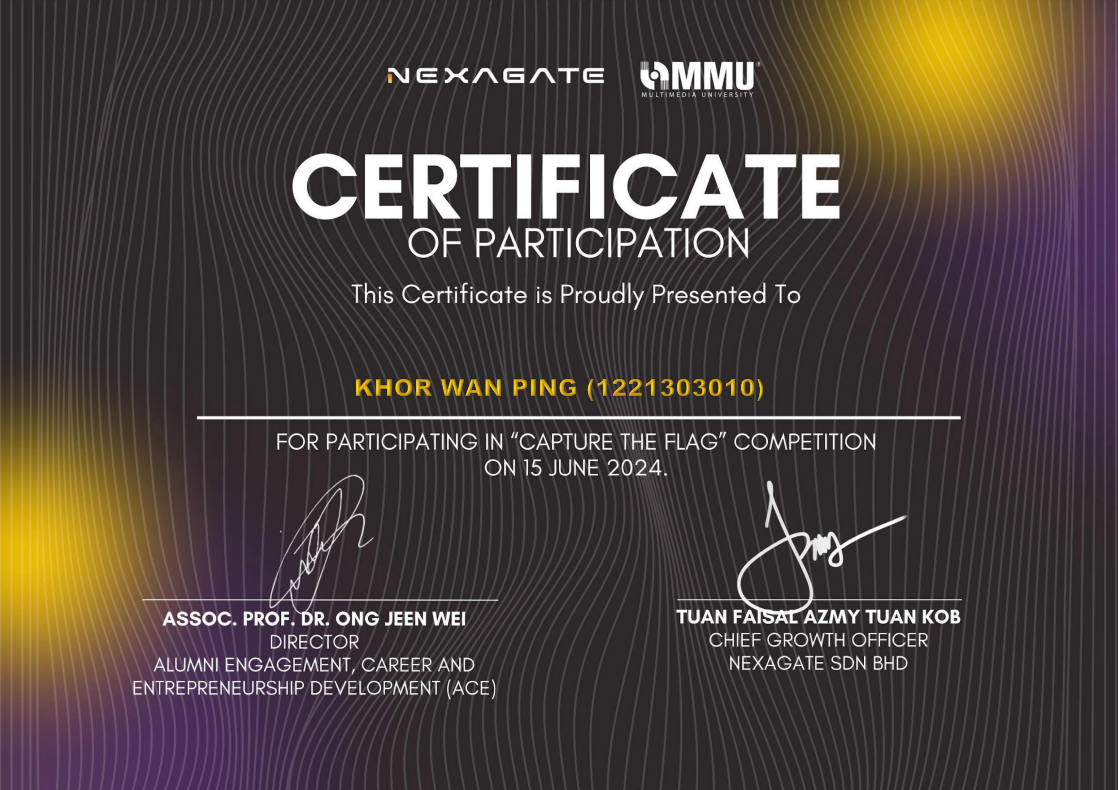 NEXAGATE
MMU
MULTIMEDIA UNIVERSITY
CERTIFICATE
OF PARTICIPATION
This Certificate is Proudly Presented To
KHOR WAN PING (1221303010)
FOR PARTICIPATING IN “CAPTURE THE FLAG” COMPETITION
ON 15 JUNE 2024.
ASSOC. PROF. DR. ONG JEEN WEI
DIRECTOR
ALUMNI ENGAGEMENT, CAREER AND
ENTREPRENEURSHIP DEVELOPMENT (ACE)
TUAN FAISAL AZMY TUAN KOB
CHIEF GROWTH OFFICER
NEXAGATE SDN BHD